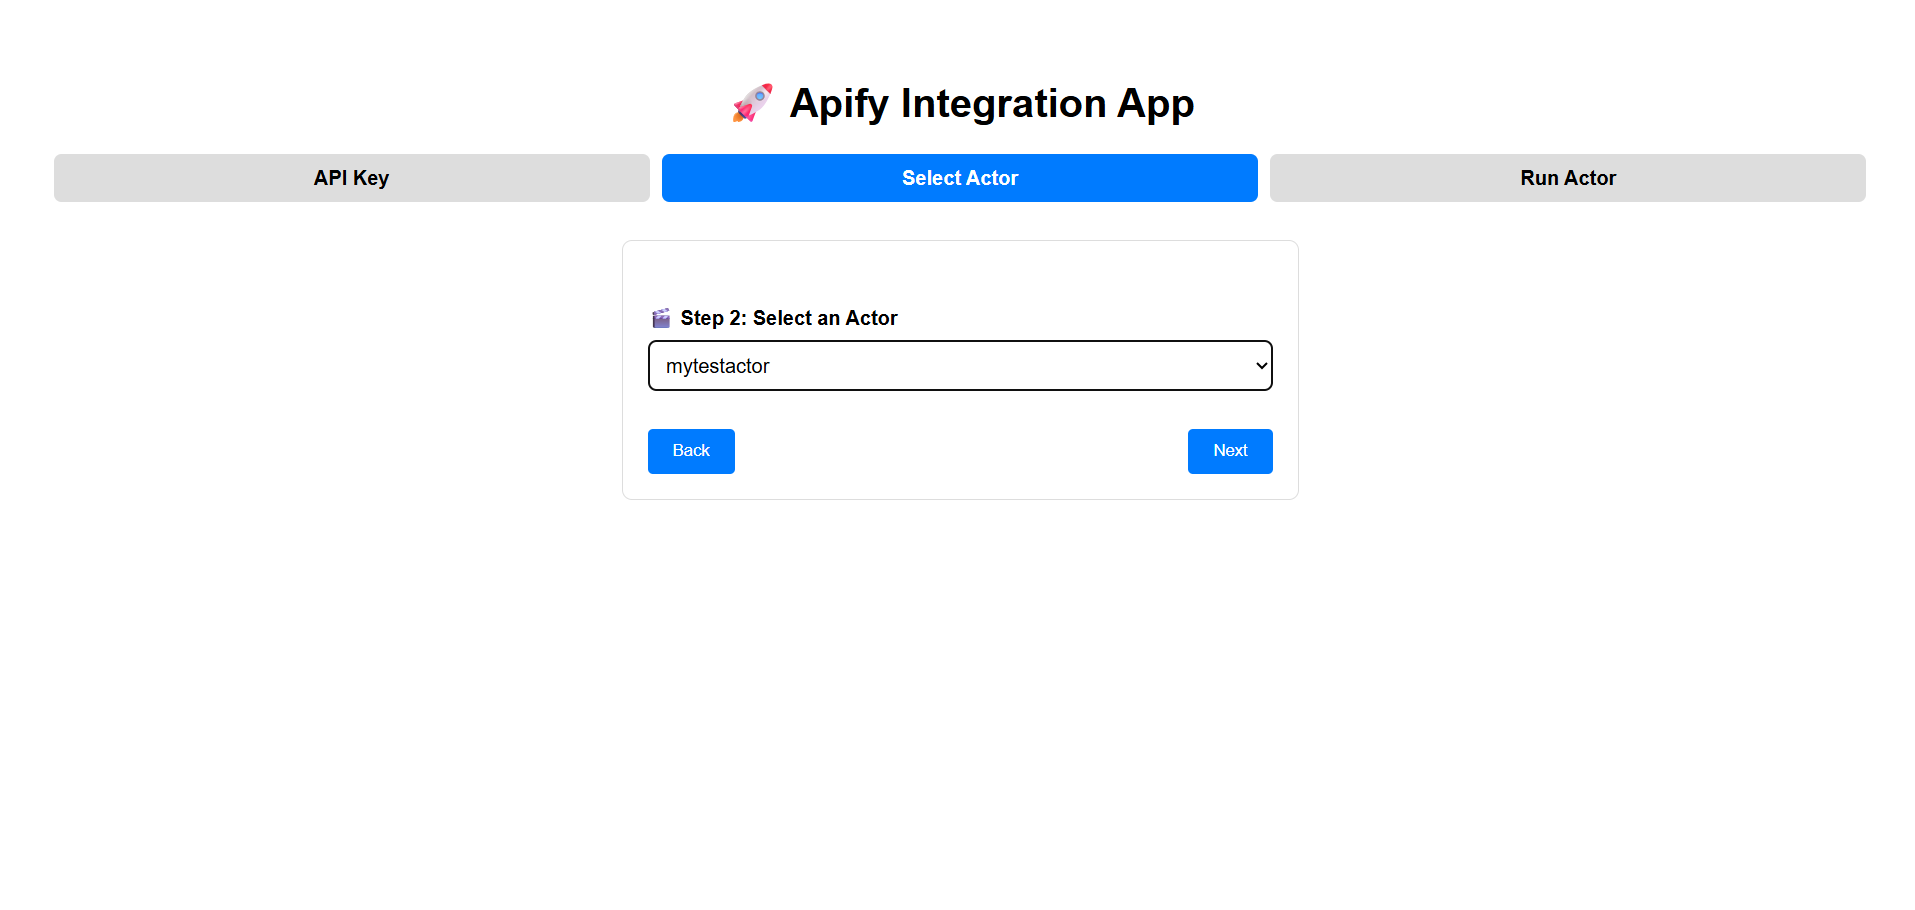 🚀 Apify Integration App
API Key
Select Actor
Run Actor
🎬 Step 2: Select an Actor
mytestactor
Back
Next